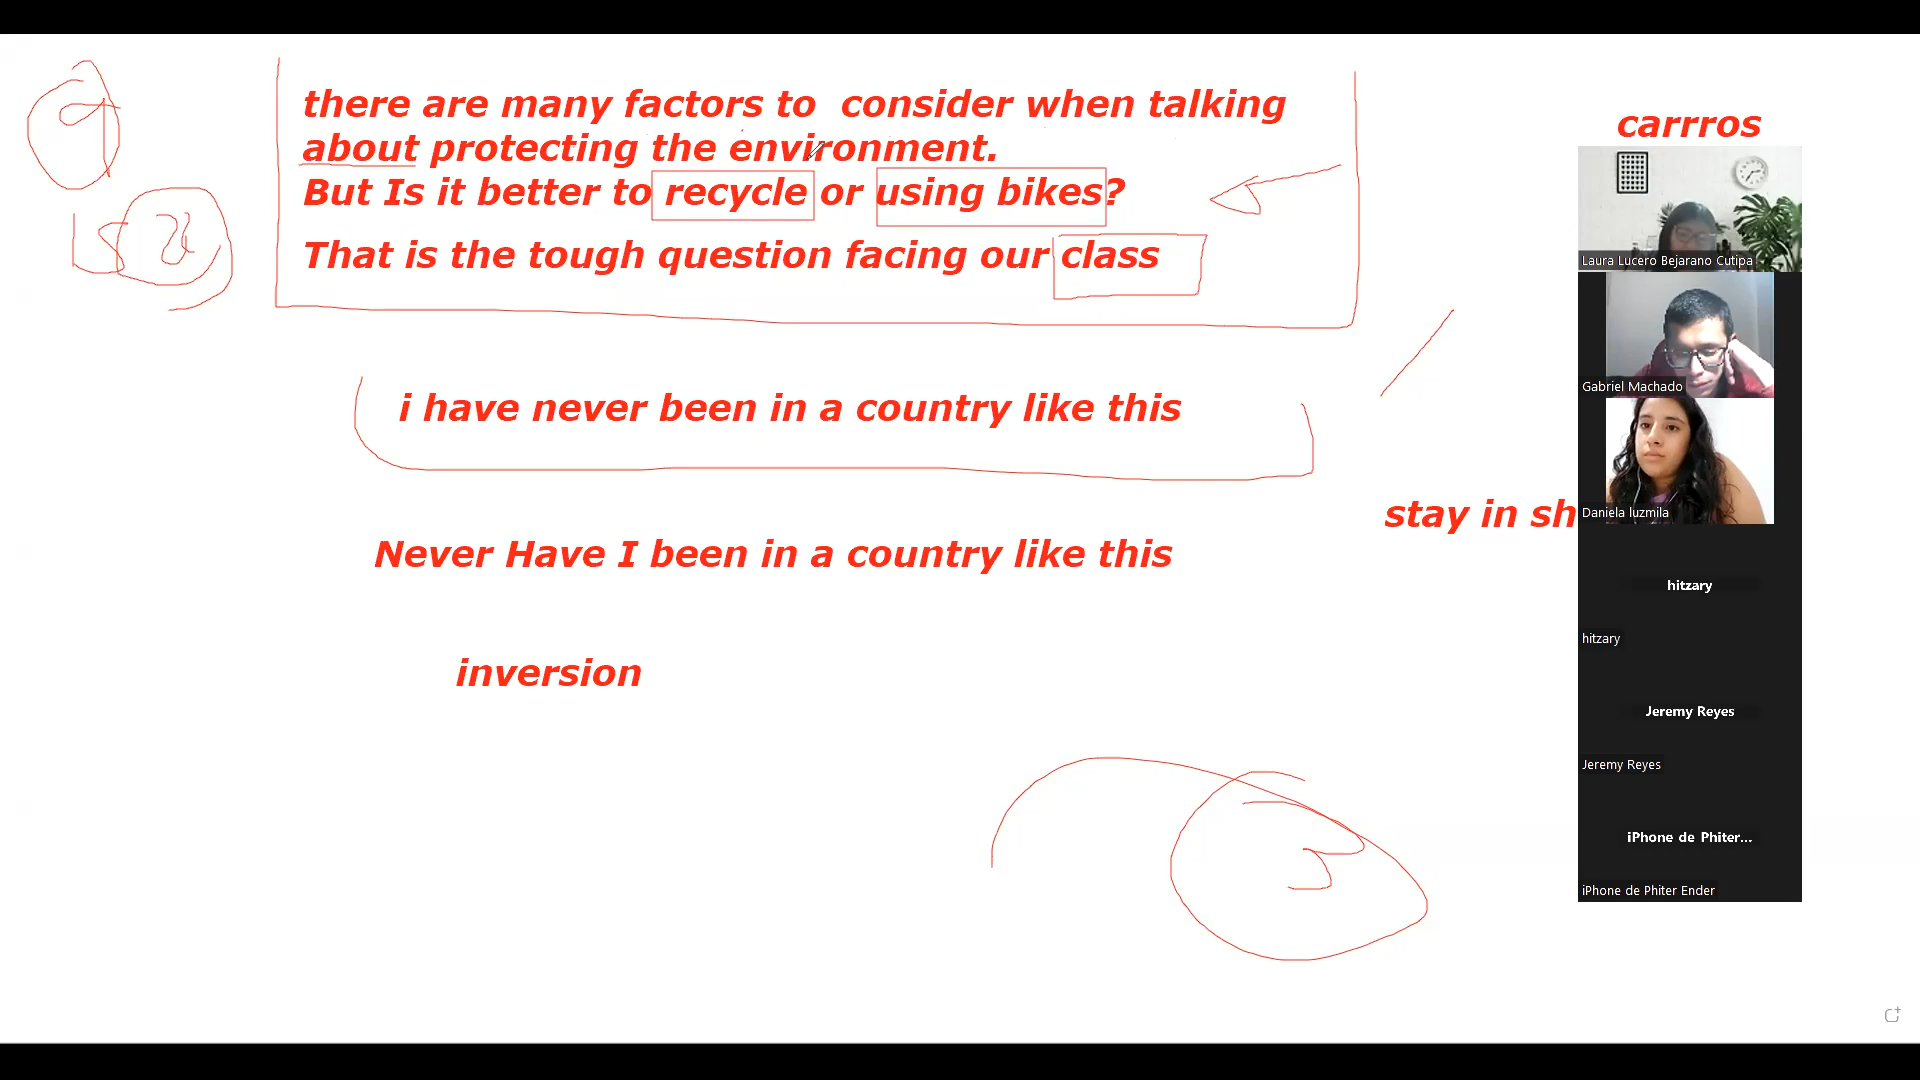 there are many factors to consider when talking
about protecting the environment.
But Is it better to recycle or using bikes?
That is the tough question facing our class
i have never been in a country like this
Never Have I been in a country like this
inversion
carrros
stay in sh
Laura Lucero Bejarano Cutipa
Gabriel Machado
Daniela luzmila
hitzary
hitzary
Jeremy Reyes
Jeremy Reyes
iPhone de Phiter...
iPhone de Phiter Ender